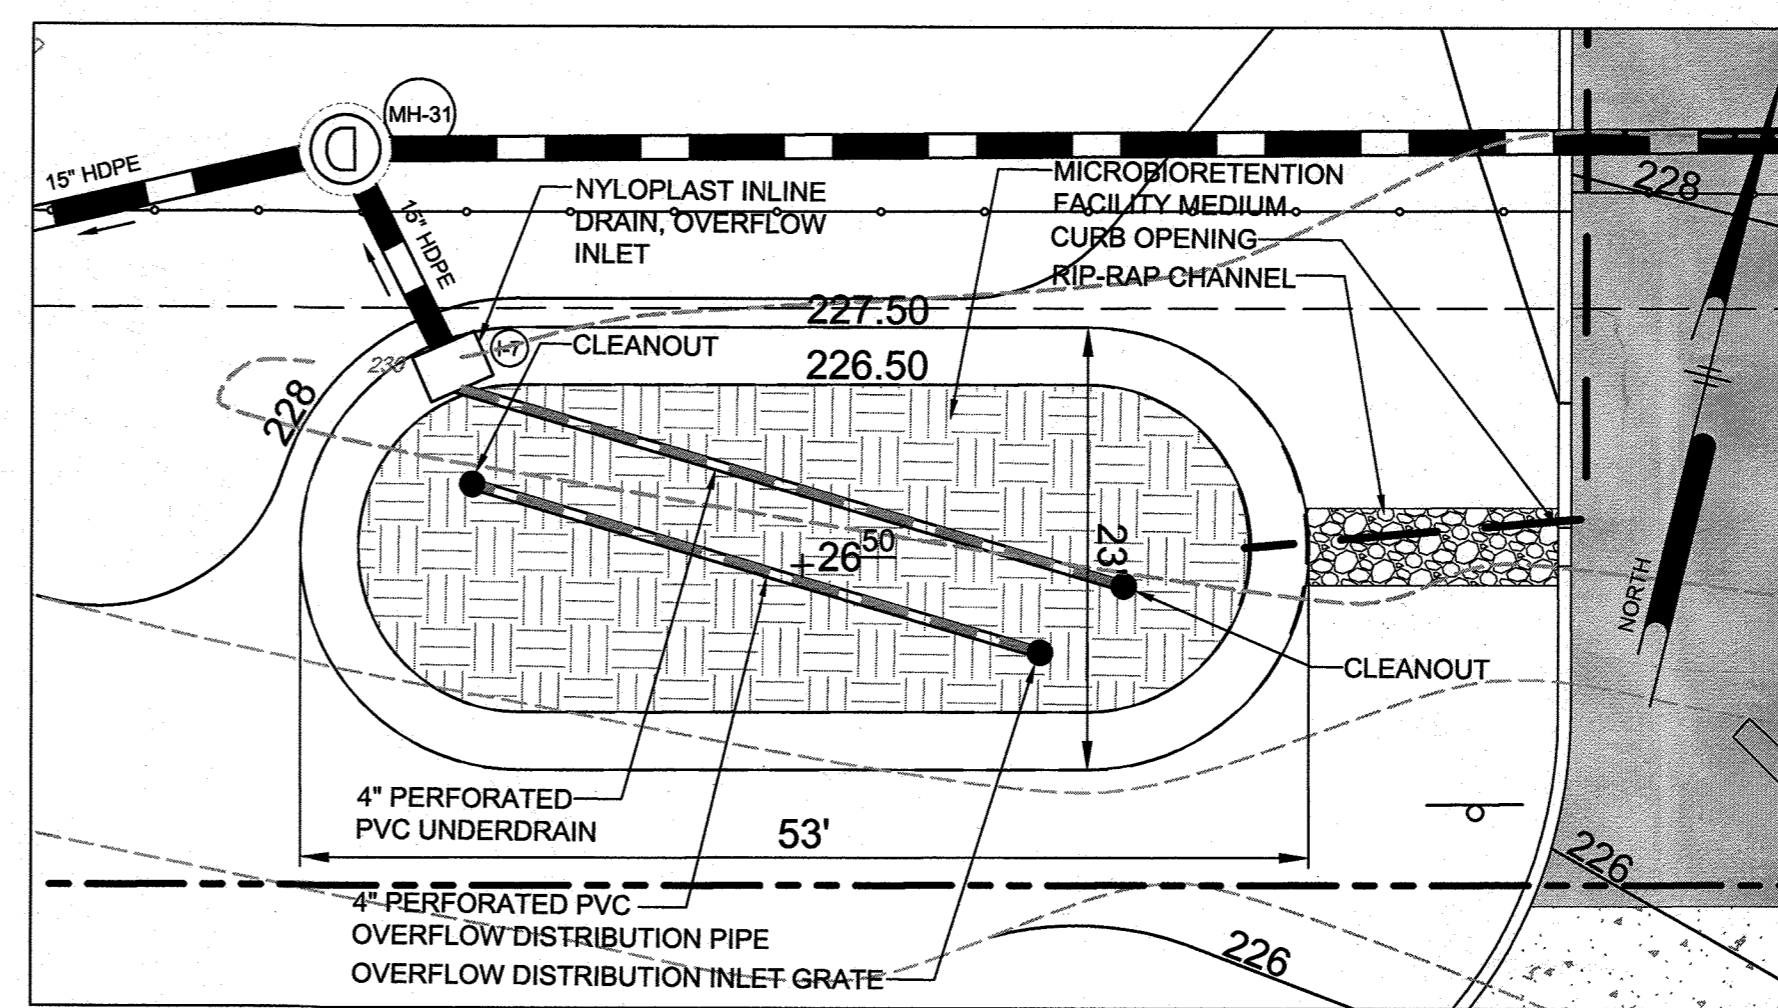 MH-31
15" HDPE
15" HDPE
NYLOPLAST INLINE
DRAIN, OVERFLOW
INLET
MICROBIORETENTION
FACILITY MEDIUM
CURB OPENING
RIP-RAP CHANNEL
228
227.50
I-7
CLEANOUT
226.50
228
23'
+26 50
NORTH
CLEANOUT
4" PERFORATED
PVC UNDERDRAIN
53'
226
4" PERFORATED PVC
OVERFLOW DISTRIBUTION PIPE
OVERFLOW DISTRIBUTION INLET GRATE
226